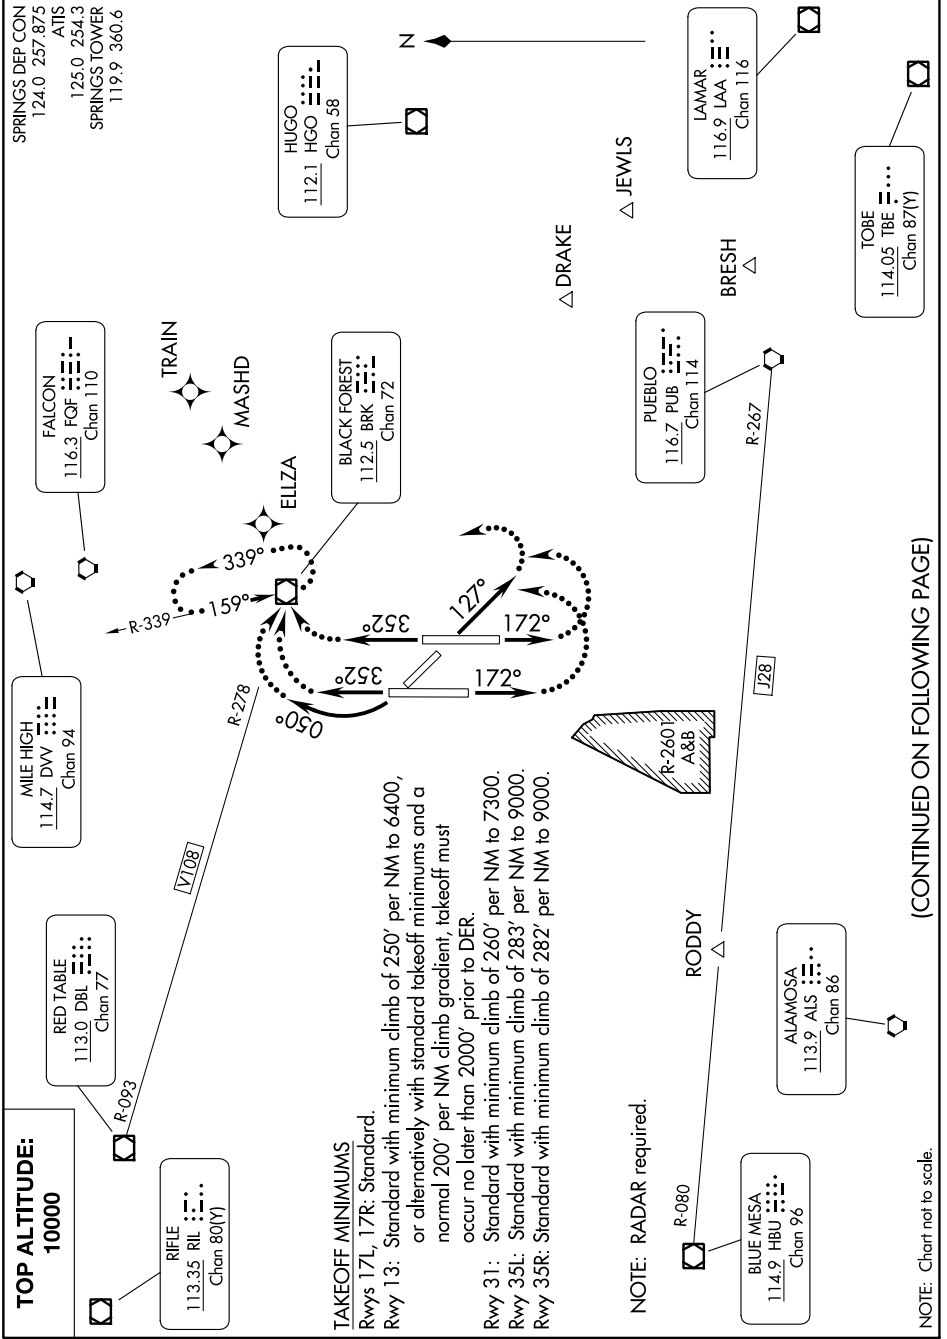 TOP ALTITUDE:
10000
SPRINGS DEP CON
124.0 257.875
ATIS
125.0 254.3
SPRINGS TOWER
119.9 360.6
RIFLE
113.35 RIL
Chan 80(Y)
RED TABLE
113.0 DBL
Chan 77
R-093
V108
R-278
MILE HIGH
114.7 DVV
Chan 94
FALCON
116.3 FQF
Chan 110
TRAIN
MASHD
ELLZA
R-339
339°
159°
BLACK FOREST
112.5 BRK
Chan 72
HUGO
112.1 HGO
Chan 58
N
050°
352°
352°
127°
172°
172°
TAKEOFF MINIMUMS
Rwys 17L, 17R: Standard.
Rwy 13: Standard with minimum climb of 250' per NM to 6400,
or alternatively with standard takeoff minimums and a
normal 200' per NM climb gradient, takeoff must
occur no later than 2000' prior to DER.
Rwy 31: Standard with minimum climb of 260' per NM to 7300.
Rwy 35L: Standard with minimum climb of 283' per NM to 9000.
Rwy 35R: Standard with minimum climb of 282' per NM to 9000.
DRAKE
JEWLS
BRESH
LAMAR
116.9 LAA
Chan 116
TOBE
114.05 TBE
Chan 87(Y)
PUEBLO
116.7 PUB
Chan 114
R-267
J28
R-2601
A&B
RODDY
R-080
NOTE: RADAR required.
BLUE MESA
114.9 HBU
Chan 96
ALAMOSA
113.9 ALS
Chan 86
NOTE: Chart not to scale.
(CONTINUED ON FOLLOWING PAGE)